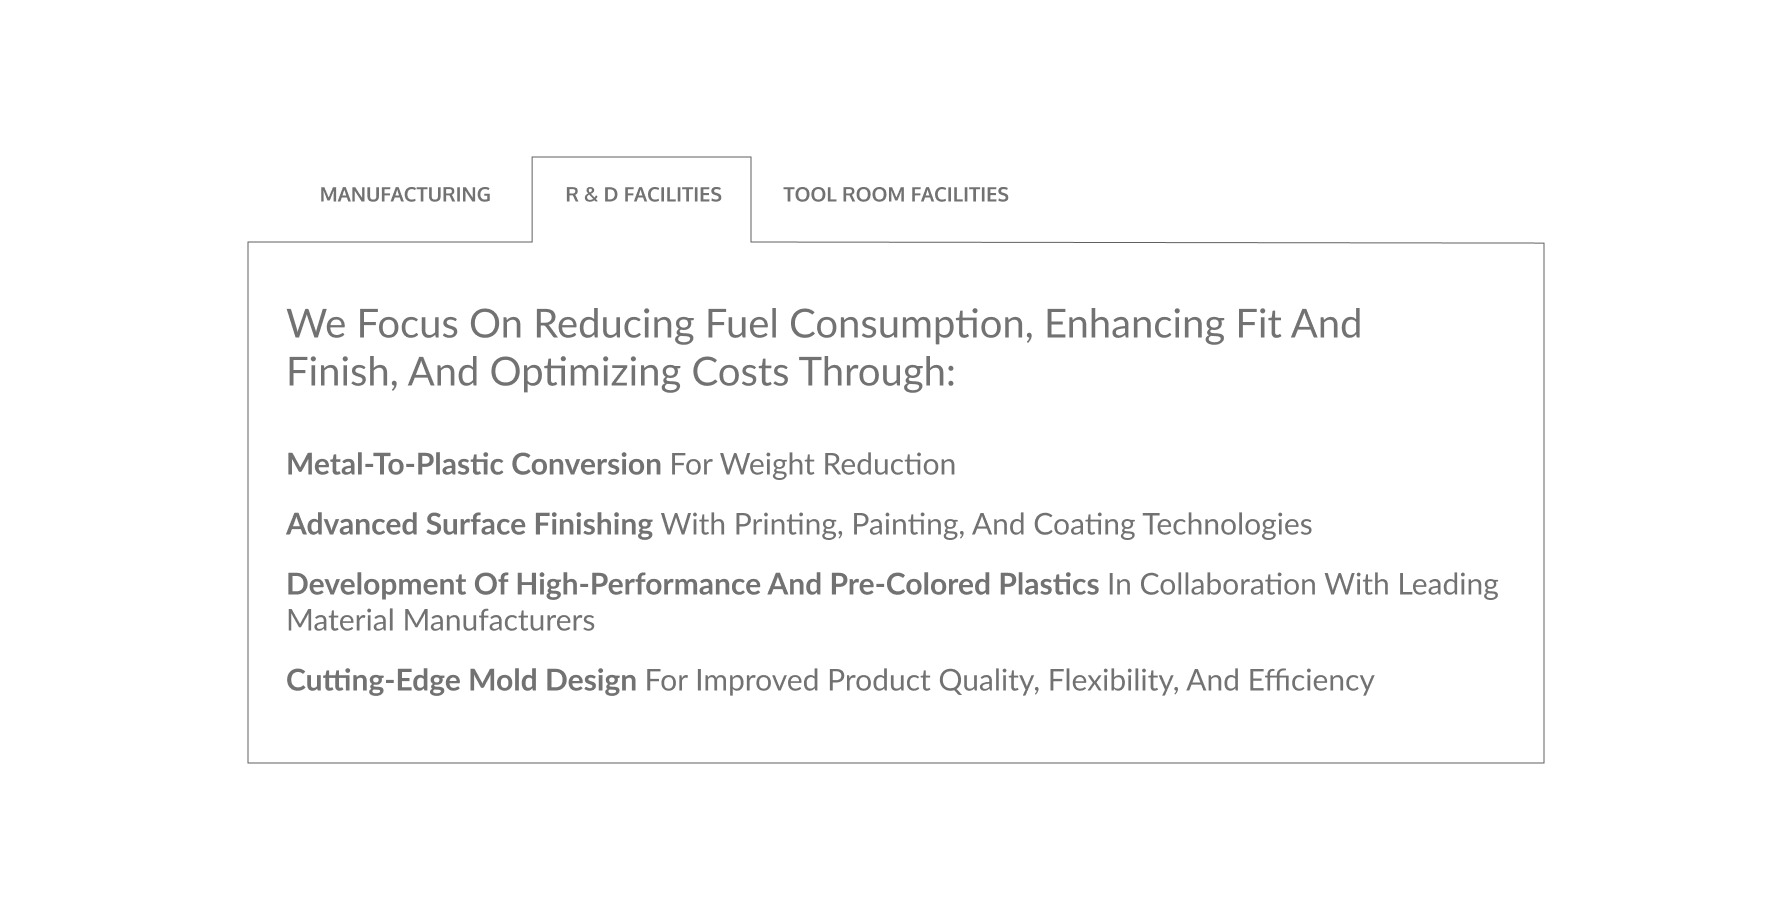 MANUFACTURING
R & D FACILITIES
TOOL ROOM FACILITIES
We Focus On Reducing Fuel Consumption, Enhancing Fit And
Finish, And Optimizing Costs Through:
Metal-To-Plastic Conversion For Weight Reduction
Advanced Surface Finishing With Printing, Painting, And Coating Technologies
Development Of High-Performance And Pre-Colored Plastics In Collaboration With Leading
Material Manufacturers
Cutting-Edge Mold Design For Improved Product Quality, Flexibility, And Efficiency